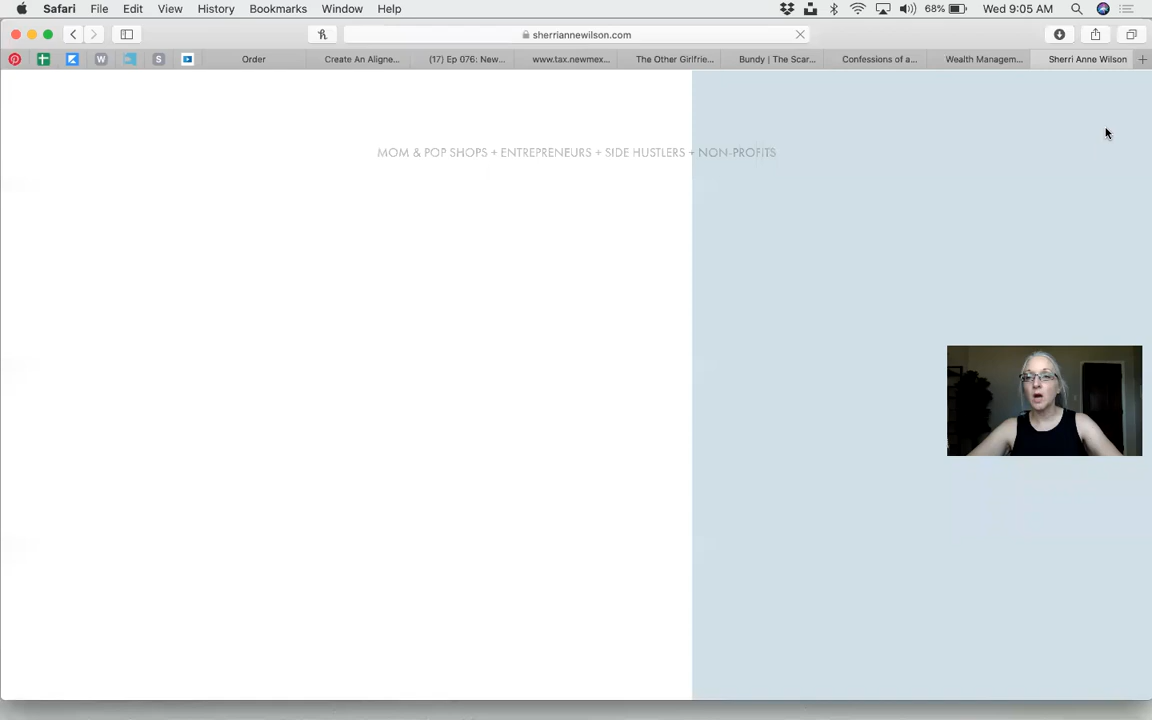 Safari File Edit View History Bookmarks Window Help 68% Wed 9:05 AM
sherriannewilson.com
W S Order Create An Aligne... (17) Ep 076: New... www.tax.newmex... The Other Girlfrie... Bundy | The Scar... Confessions of a... Wealth Managem... Sherri Anne Wilson
MOM & POP SHOPS + ENTREPRENEURS + SIDE HUSTLERS + NON-PROFITS